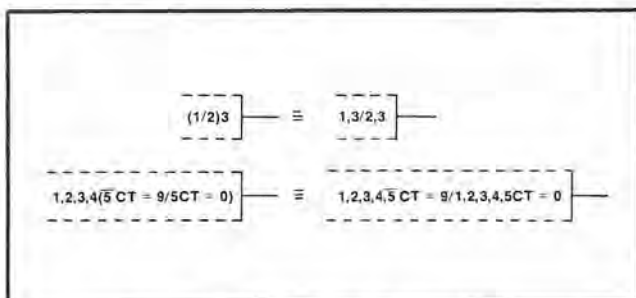 (1/2)3 ≡ 1,3/2,3
1,2,3,4(5̅ CT = 9/5CT = 0) ≡ 1,2,3,4,5̅ CT = 9/1,2,3,4,5CT = 0